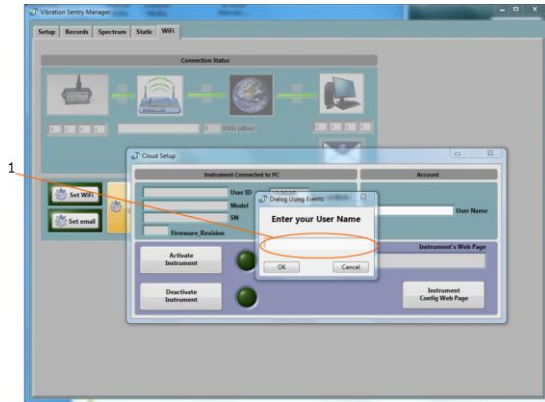 Vibration Sentry Manager
Setup Records Spectrum Static WiFi
Connection Status
RSSI (dBm)
Cloud Setup
1
Instrument Connected to PC
Account
Set WiFi
User ID
Dialog Using Events
Model
Enter your User Name
User Name
Set email
SN
Firmware_Revision
Instrument's Web Page
Activate
Instrument
OK Cancel
Deactivate
Instrument
Instrument
Config Web Page